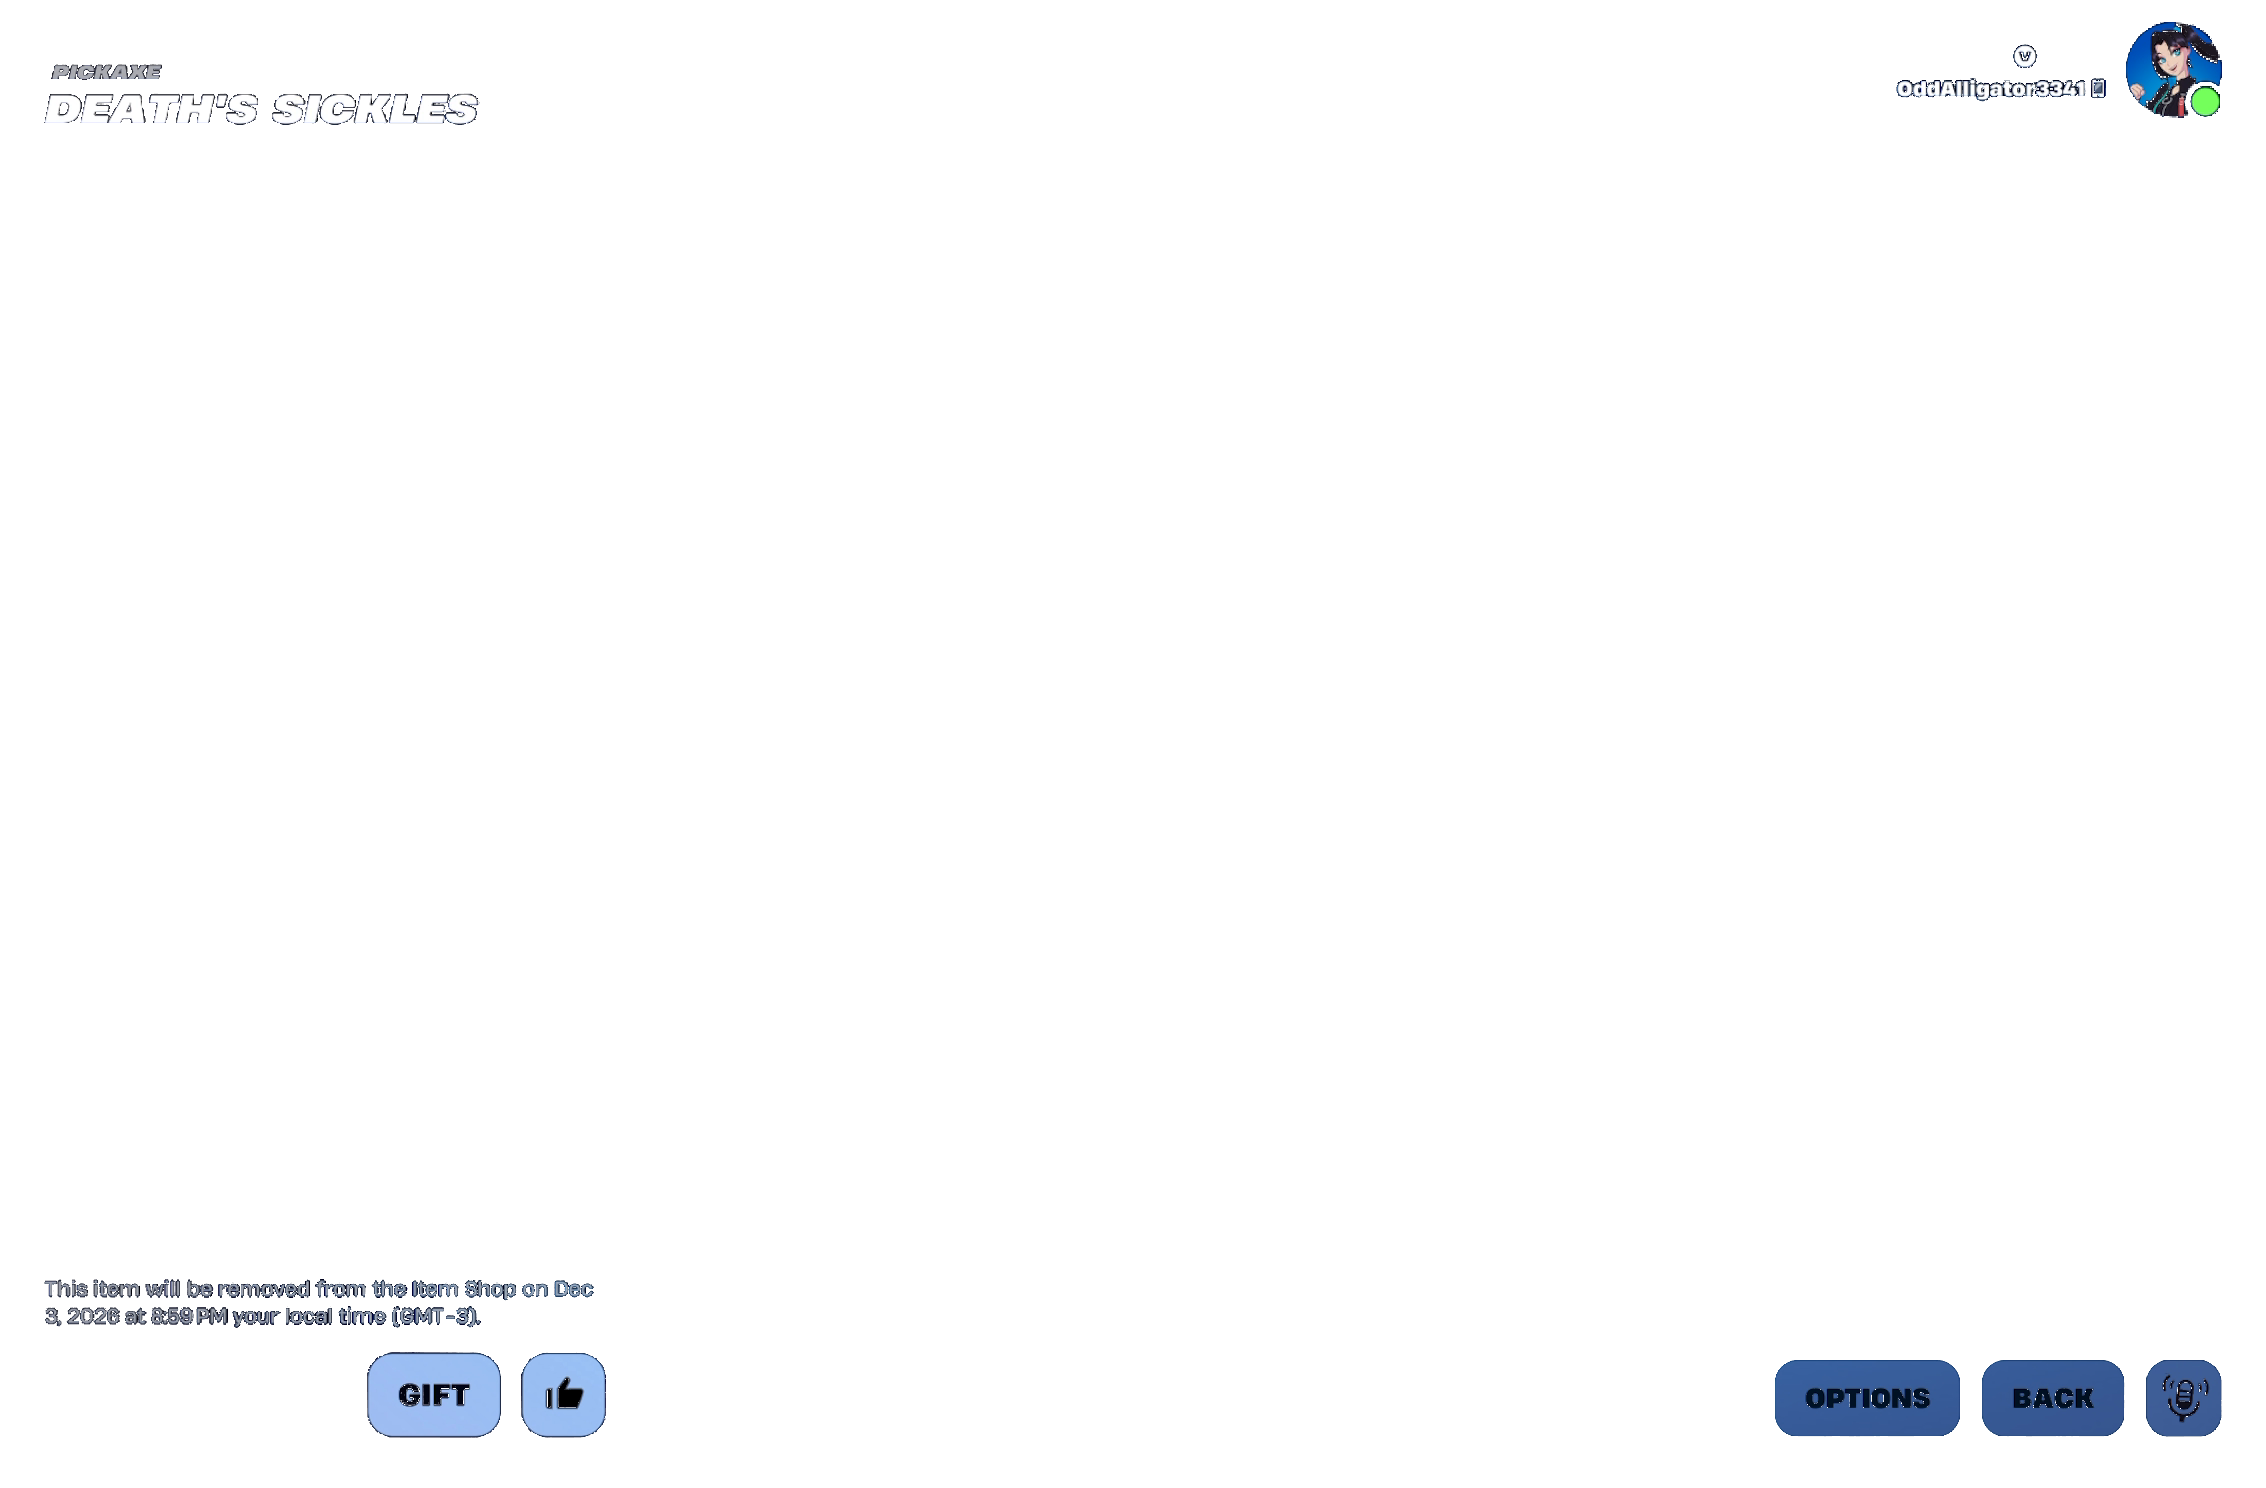 PICKAXE
DEATH'S SICKLES
OddAlligator3341
This item will be removed from the Item Shop on Dec
3, 2026 at 8:59 PM your local time (GMT-3).
GIFT
OPTIONS
BACK